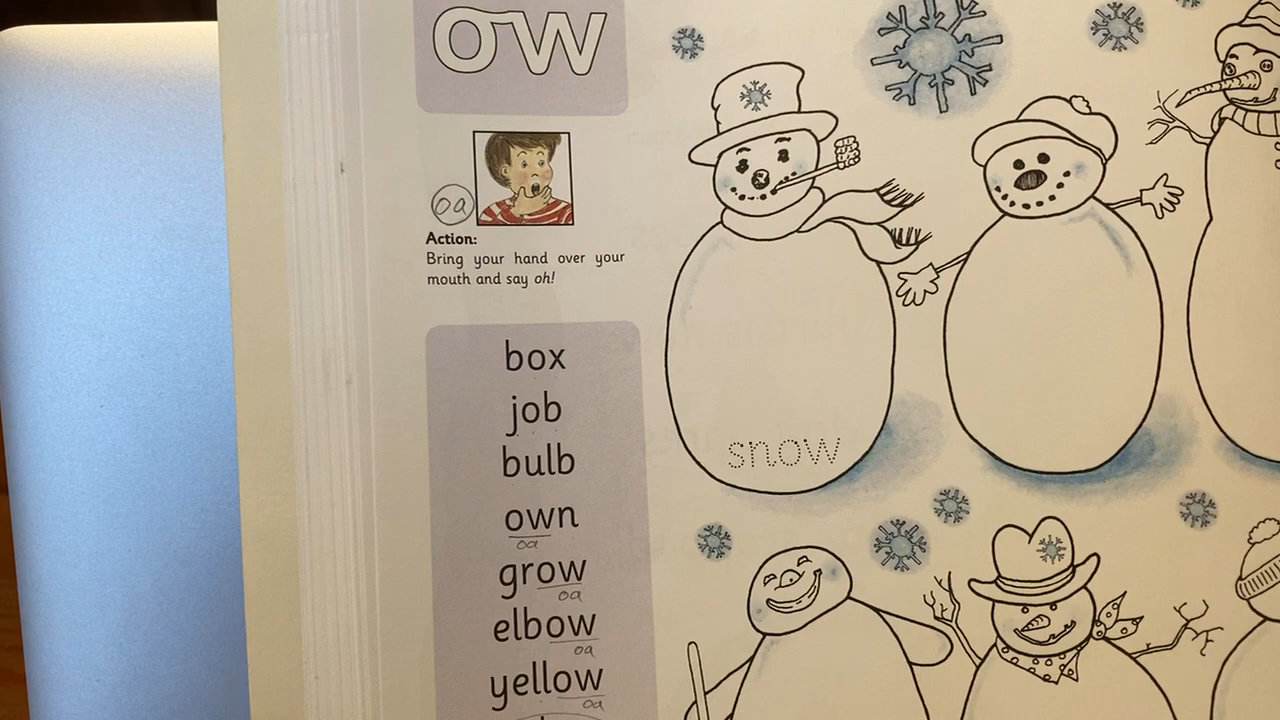 ow
oa
Action:
Bring your hand over your
mouth and say oh!
box
job
bulb
own
oa
grow
oa
elbow
oa
yellow
oa
snow